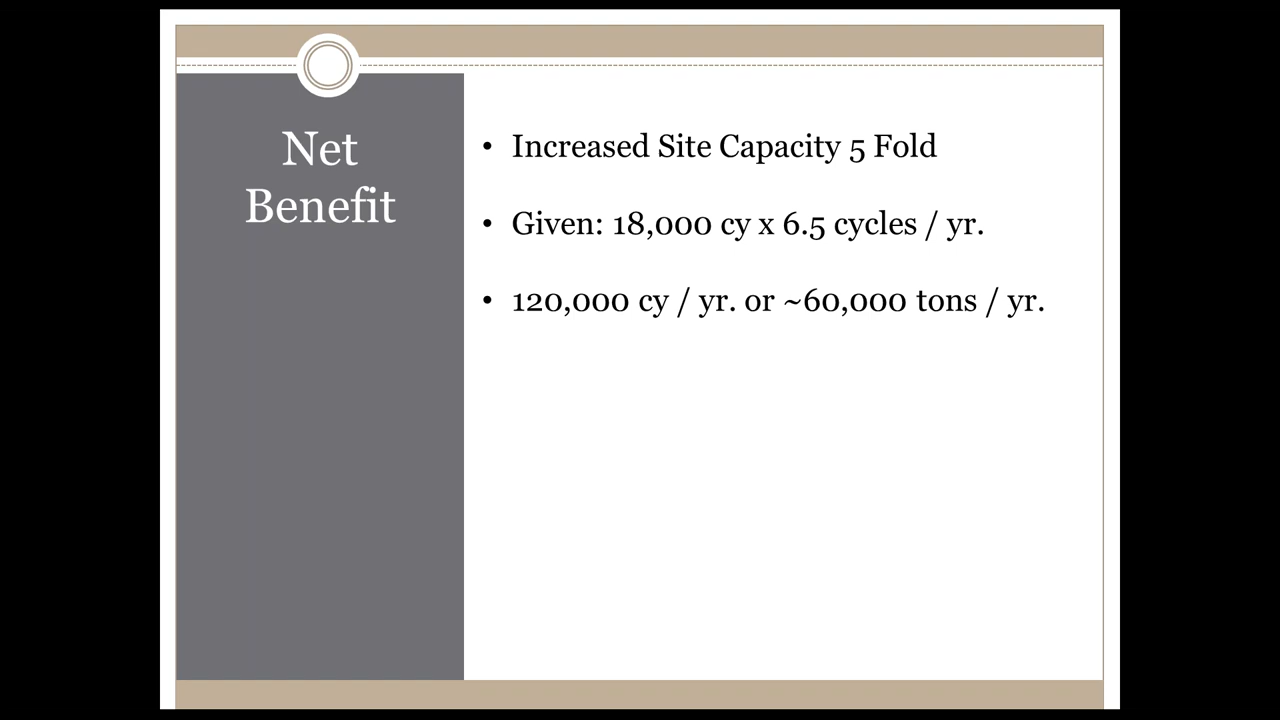 Net
Benefit
• Increased Site Capacity 5 Fold
• Given: 18,000 cy x 6.5 cycles / yr.
• 120,000 cy / yr. or ~60,000 tons / yr.